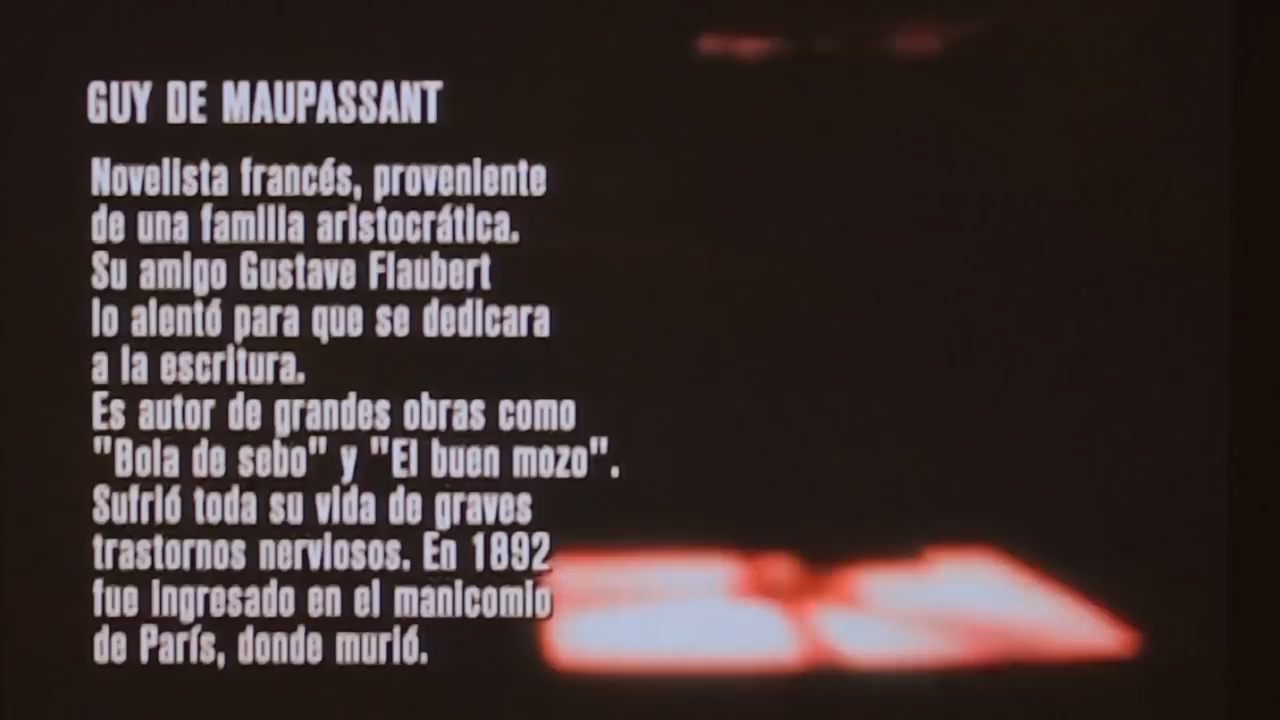 GUY DE MAUPASSANT
Novelista francés, proveniente
de una familia aristocrática.
Su amigo Gustave Flaubert
lo alentó para que se dedicara
a la escritura.
Es autor de grandes obras como
"Bola de sebo" y "El buen mozo".
Sufrió toda su vida de graves
trastornos nerviosos. En 1892
fue ingresado en el manicomio
de París, donde murió.